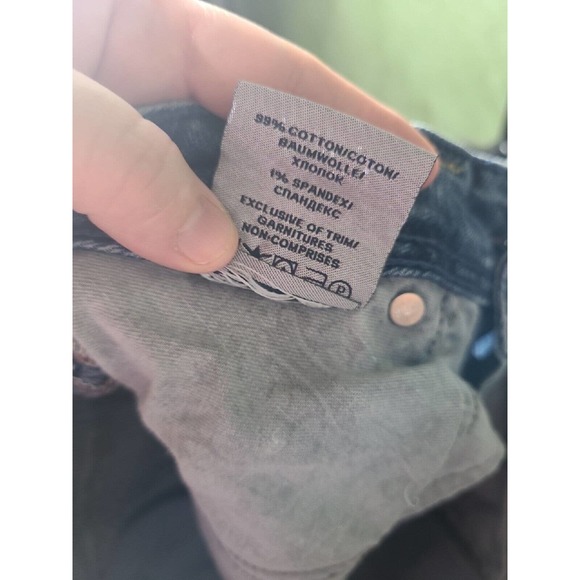 99% COTTON/COTON/
BAUMWOLLE/
ХЛОПОК
1% SPANDEX/
СПАНДЕКС
EXCLUSIVE OF TRIM/
GARNITURES
NON-COMPRISES
P